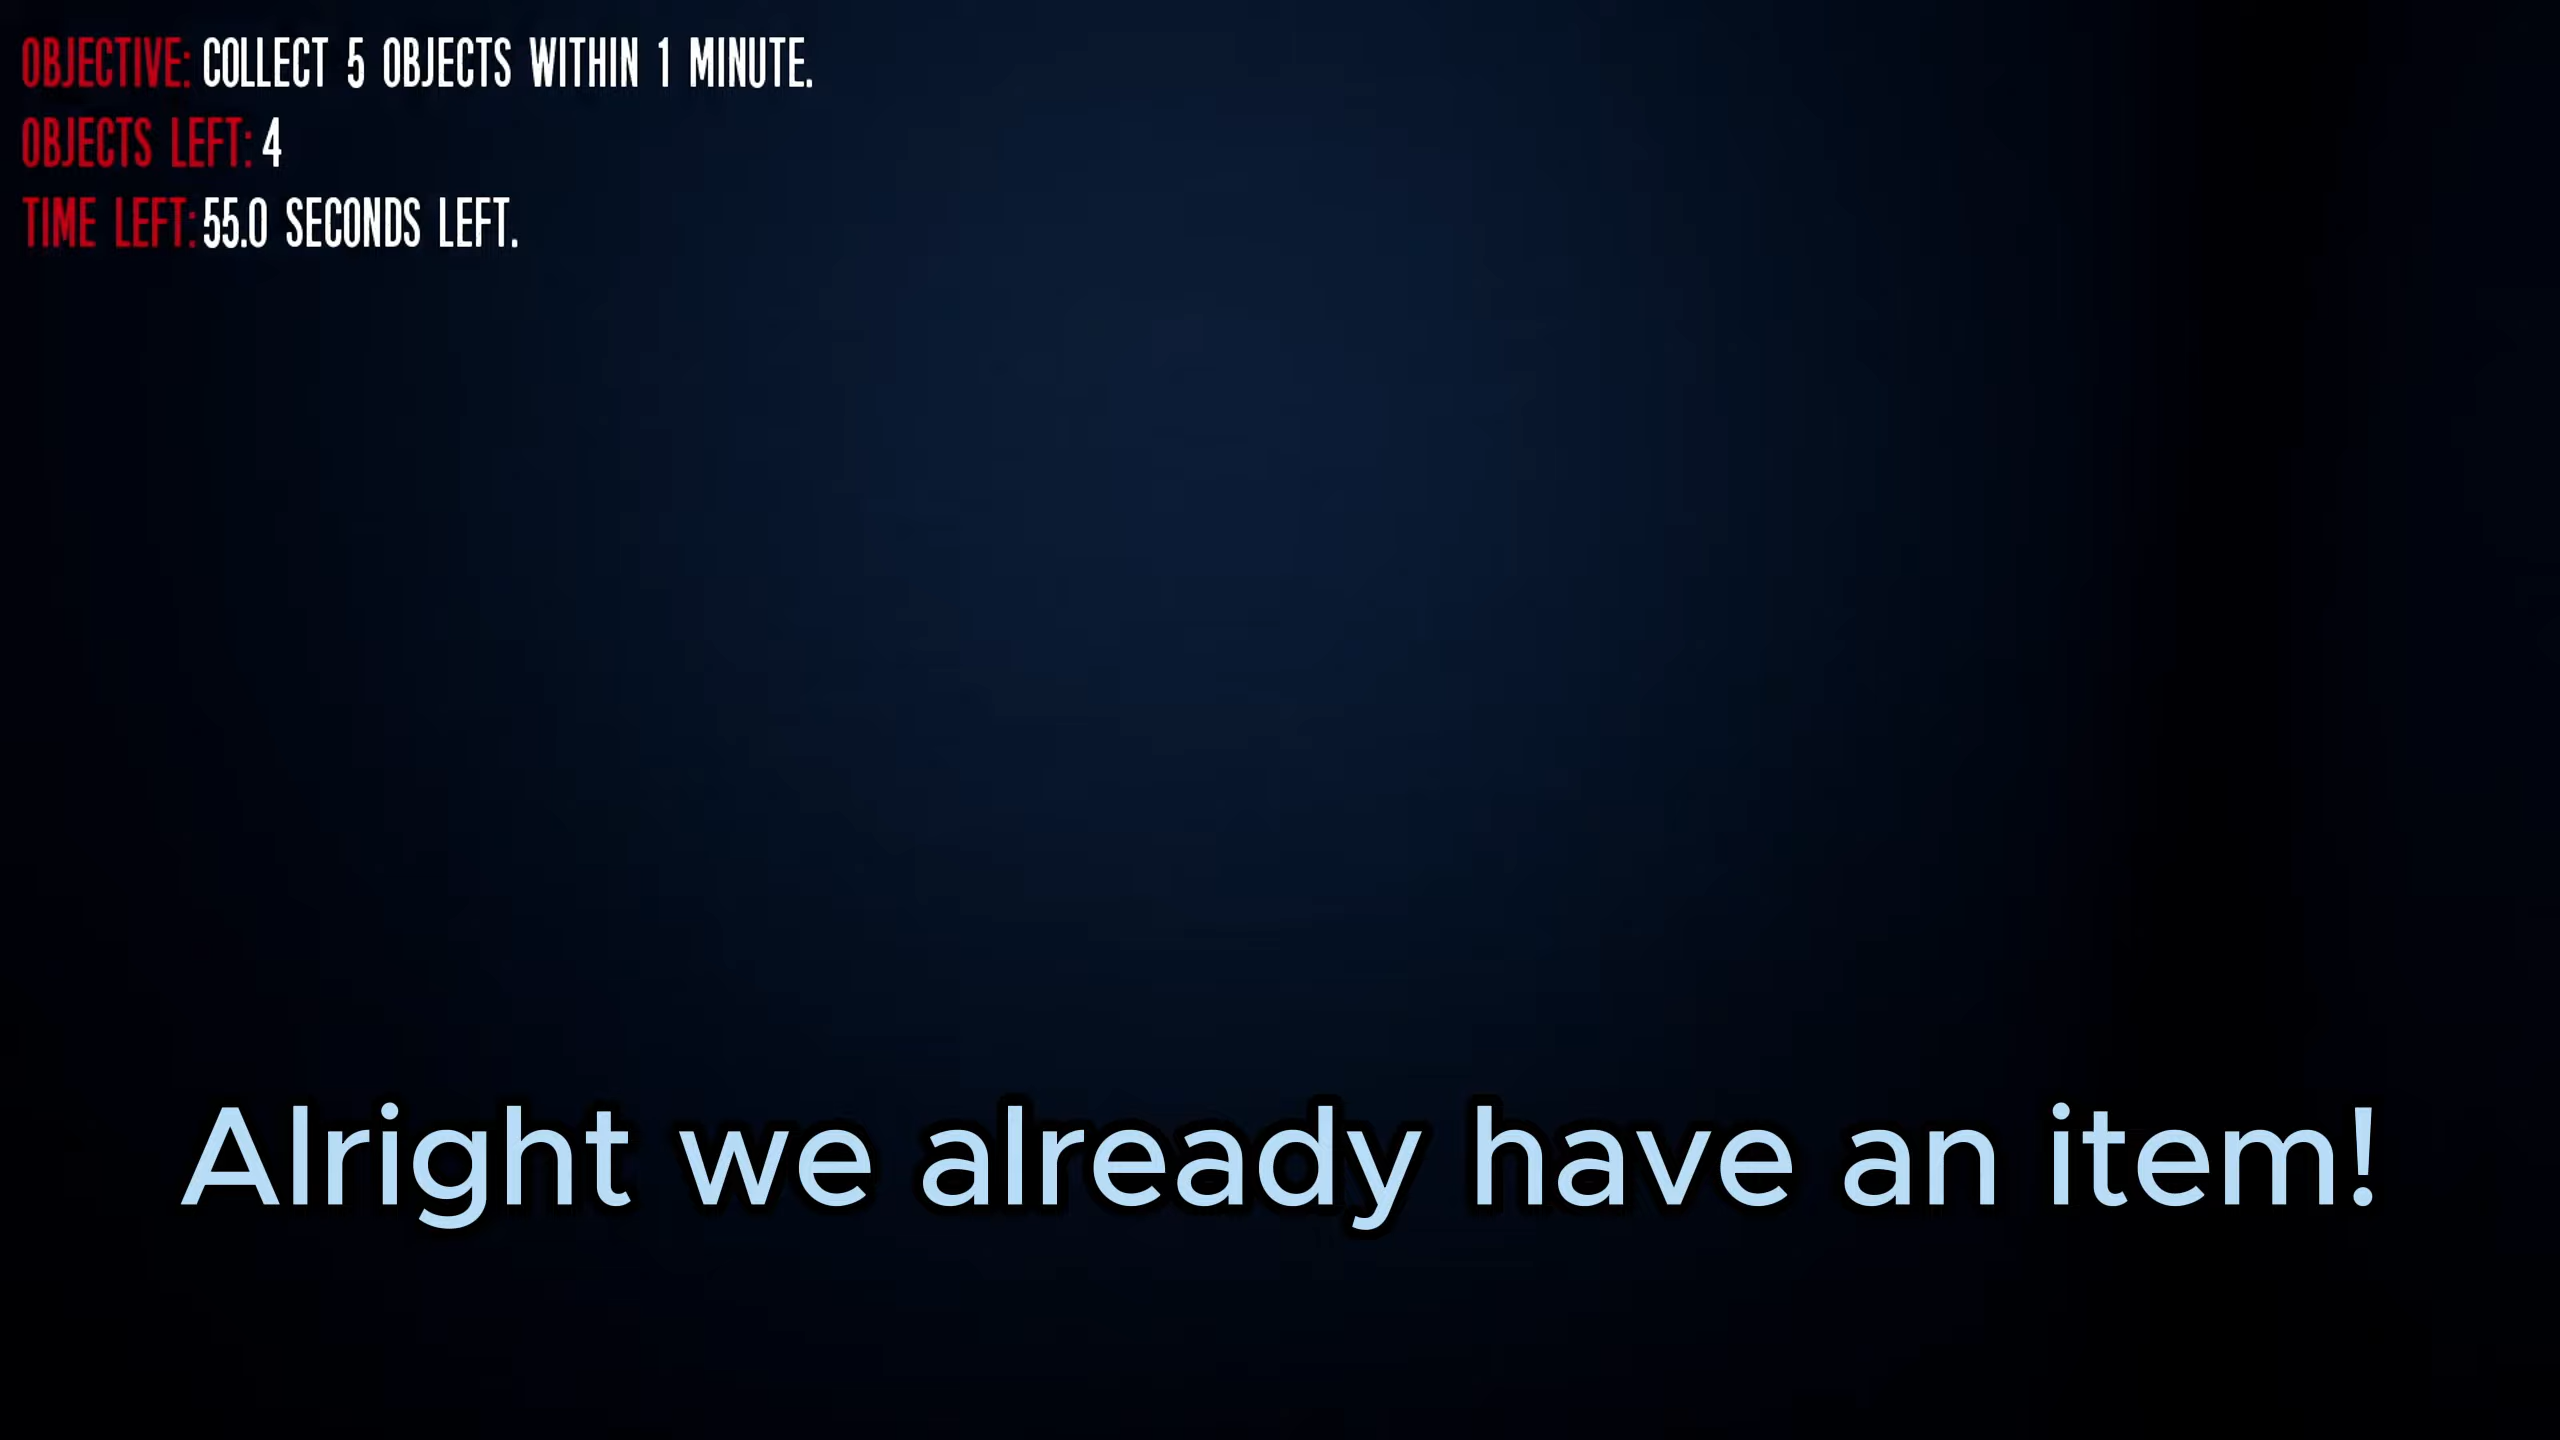 OBJECTIVE: COLLECT 5 OBJECTS WITHIN 1 MINUTE.
OBJECTS LEFT: 4
TIME LEFT: 55.0 SECONDS LEFT.
Alright we already have an item!